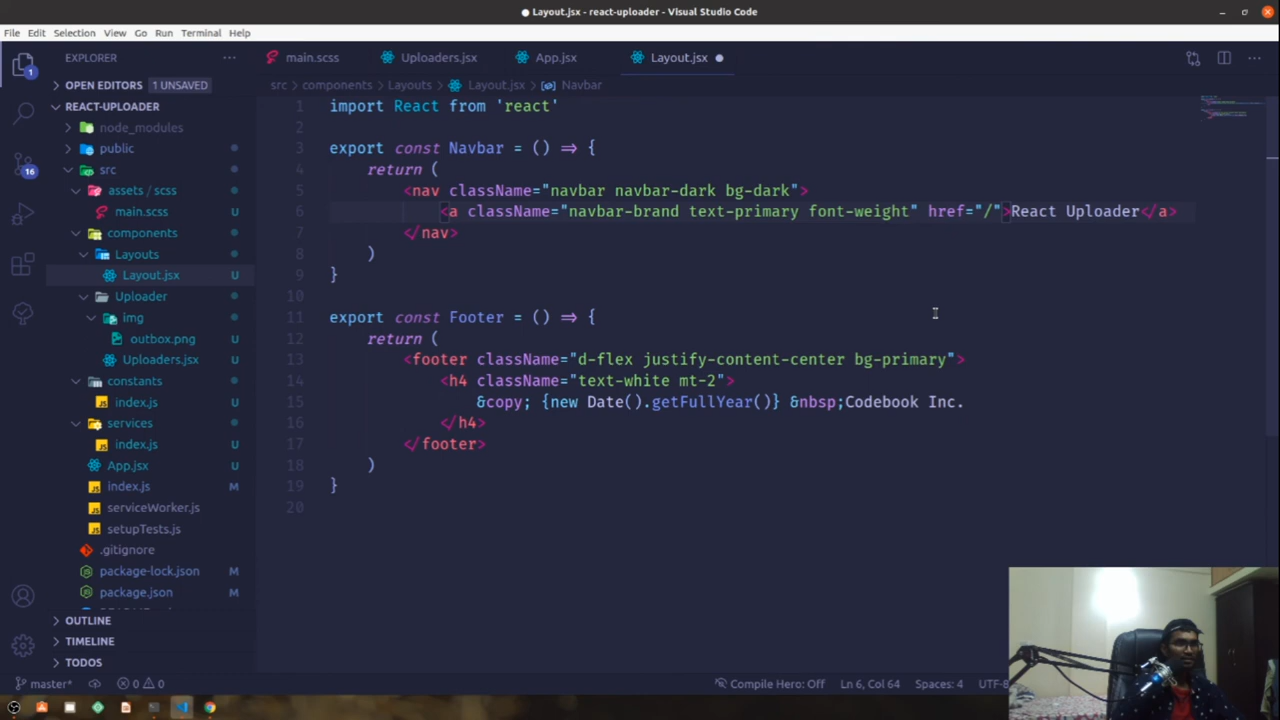 Layout.jsx - react-uploader - Visual Studio Code
File Edit Selection View Go Run Terminal Help
EXPLORER
OPEN EDITORS 1 UNSAVED
REACT-UPLOADER
node_modules
public
src
assets / scss
main.scss U
components
Layouts
Layout.jsx U
Uploader
img
outbox.png U
Uploaders.jsx U
constants
index.js U
services
index.js U
App.jsx U
index.js M
serviceWorker.js
setupTests.js
.gitignore
package-lock.json M
package.json M
OUTLINE
TIMELINE
TODOS
1
16
main.scss Uploaders.jsx App.jsx Layout.jsx
src > components > Layouts > Layout.jsx > Navbar
1 import React from 'react'
2
3 export const Navbar = () => {
4 return (
5 <nav className="navbar navbar-dark bg-dark">
6 <a className="navbar-brand text-primary font-weight" href="/">React Uploader</a>
7 </nav>
8 )
9 }
10
11 export const Footer = () => {
12 return (
13 <footer className="d-flex justify-content-center bg-primary">
14 <h4 className="text-white mt-2">
15 &copy; {new Date().getFullYear()} &nbsp;Codebook Inc.
16 </h4>
17 </footer>
18 )
19 }
20
master* 0 0 Compile Hero: Off Ln 6, Col 64 Spaces: 4 UTF-8